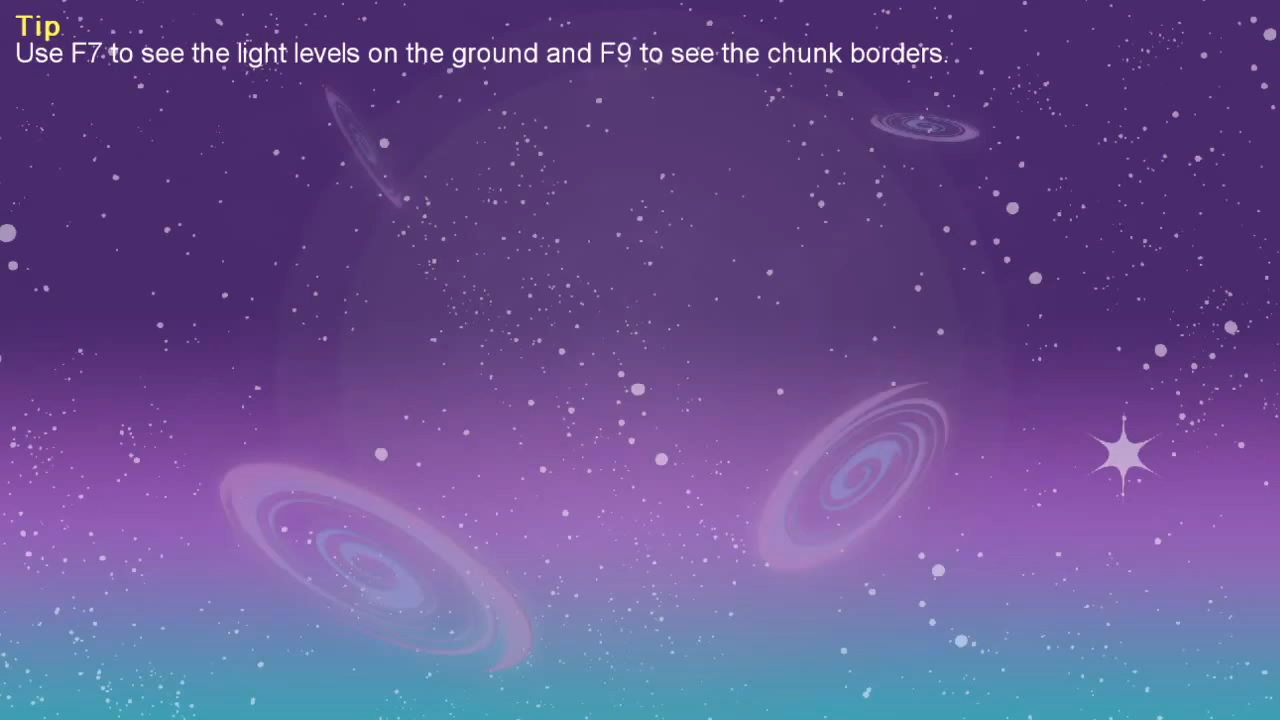 Tip
Use F7 to see the light levels on the ground and F9 to see the chunk borders.